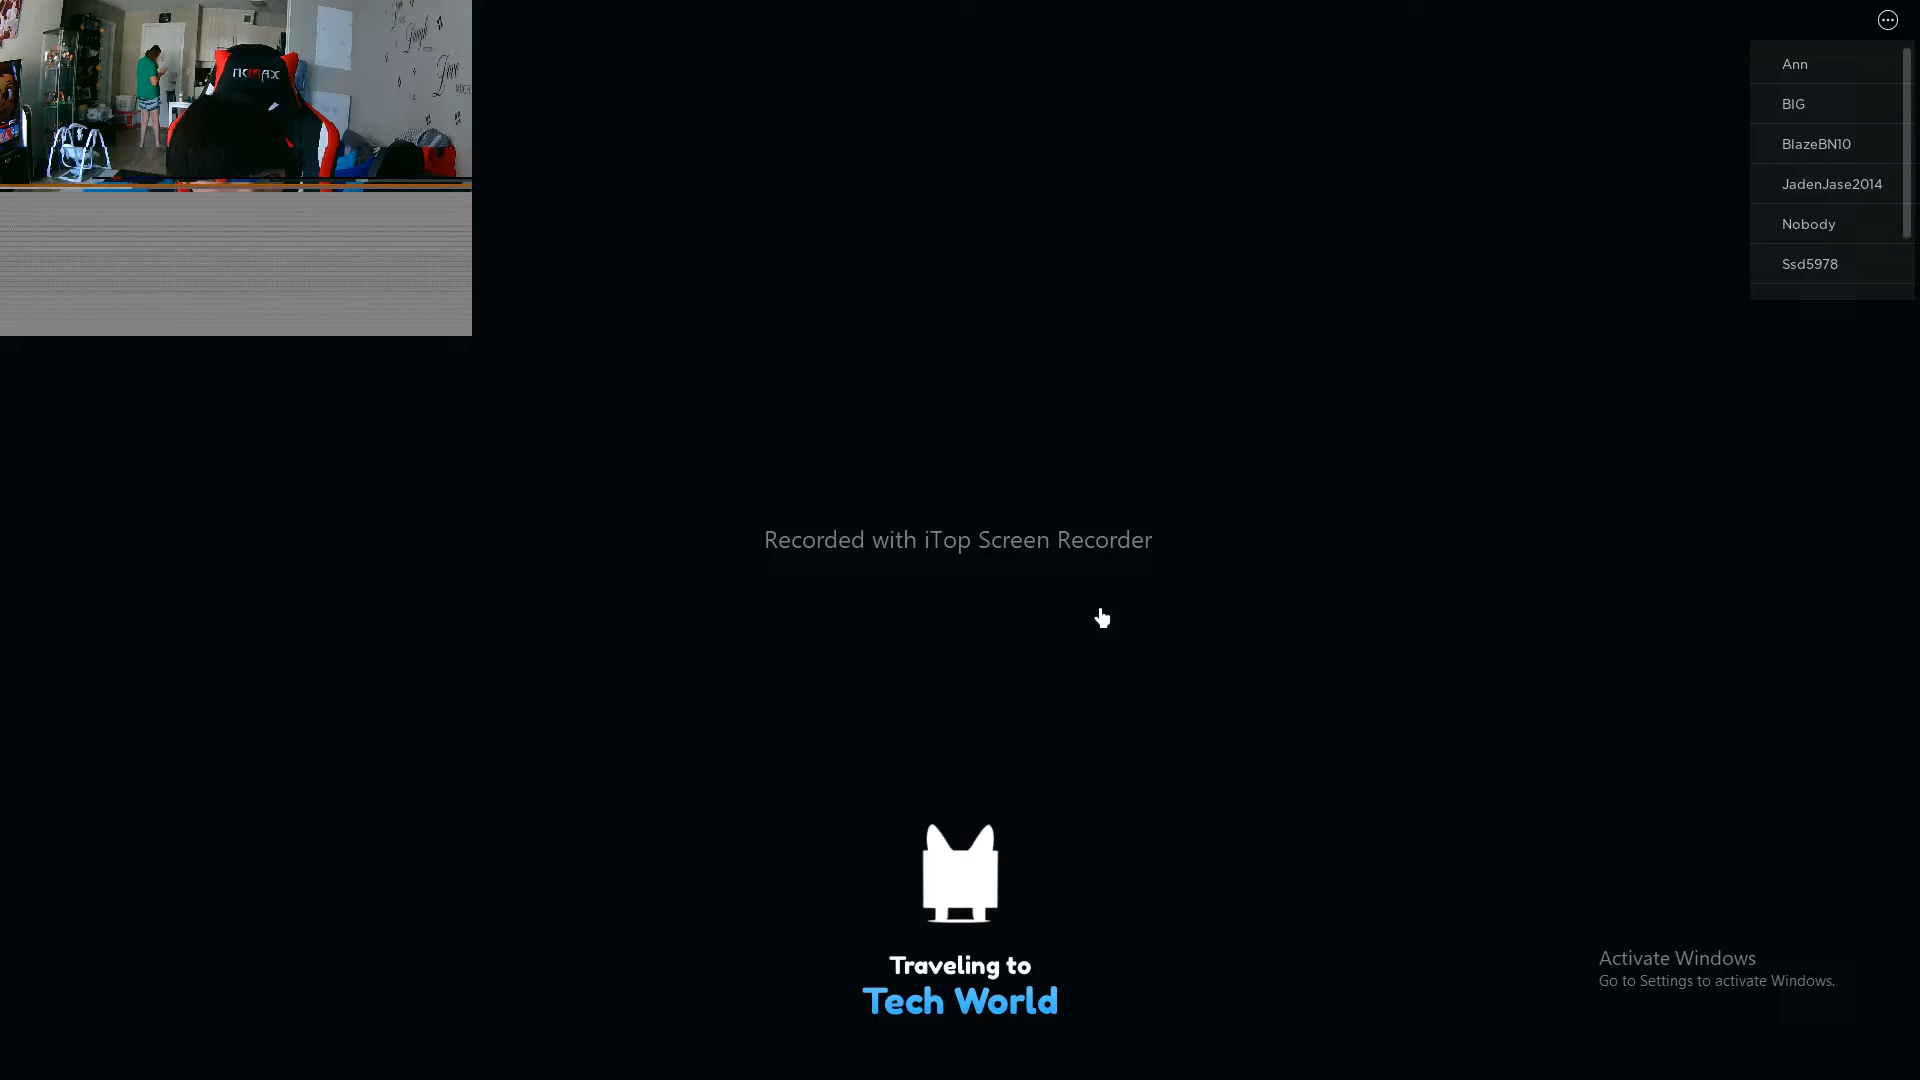 Ann
BIG
BlazeBN10
JadenJase2014
Nobody
Ssd5978
Recorded with iTop Screen Recorder
Traveling to
Tech World
Activate Windows
Go to Settings to activate Windows.